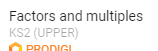 Factors and multiples
KS2 (UPPER)
PRODIGI